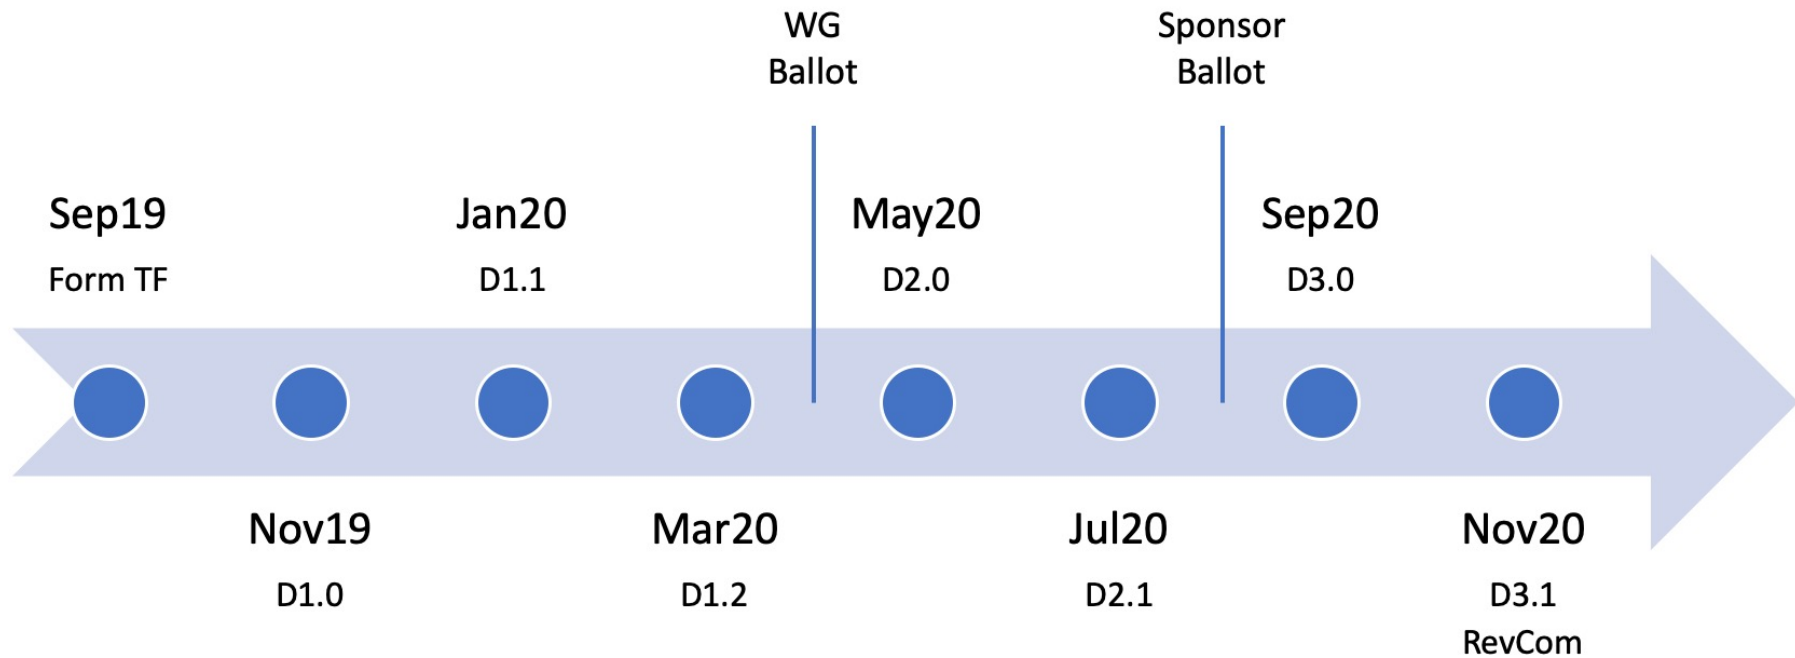 WG
Ballot
Sponsor
Ballot
Sep19
Form TF
Jan20
D1.1
May20
D2.0
Sep20
D3.0
Nov19
D1.0
Mar20
D1.2
Jul20
D2.1
Nov20
D3.1
RevCom